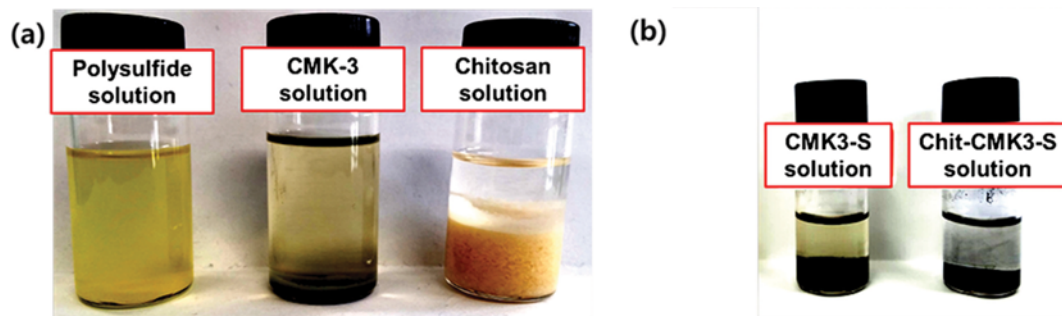 (a)
Polysulfide
solution
CMK-3
solution
Chitosan
solution
(b)
CMK3-S
solution
Chit-CMK3-S
solution